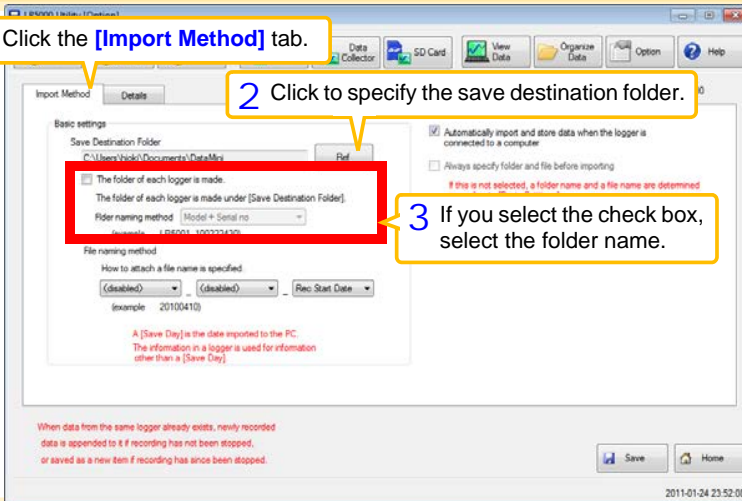 LR5000 Utility [Option]
Click the [Import Method] tab.
Data Collector
SD Card
View Data
Organize Data
Option
Help
Import Method
Details
2 Click to specify the save destination folder.
Basic settings
Save Destination Folder
C:\Users\hioki\Documents\DataMini
Ref
The folder of each logger is made.
The folder of each logger is made under [Save Destination Folder].
Flder naming method Model + Serial no
(example LR5001_100222430)
File naming method
How to attach a file name is specified
(disabled) _ (disabled) _ Rec Start Date
(example 20100410)
A [Save Day] is the date imported to the PC.
The information in a logger is used for information
other than a [Save Day]
Automatically import and store data when the logger is
connected to a computer
Always specify folder and file before importing
If this is not selected, a folder name and a file name are determined
3 If you select the check box,
select the folder name.
When data from the same logger already exists, newly recorded
data is appended to it if recording has not been stopped,
or saved as a new item if recording has since been stopped.
Save
Home
2011-01-24 23:52:0